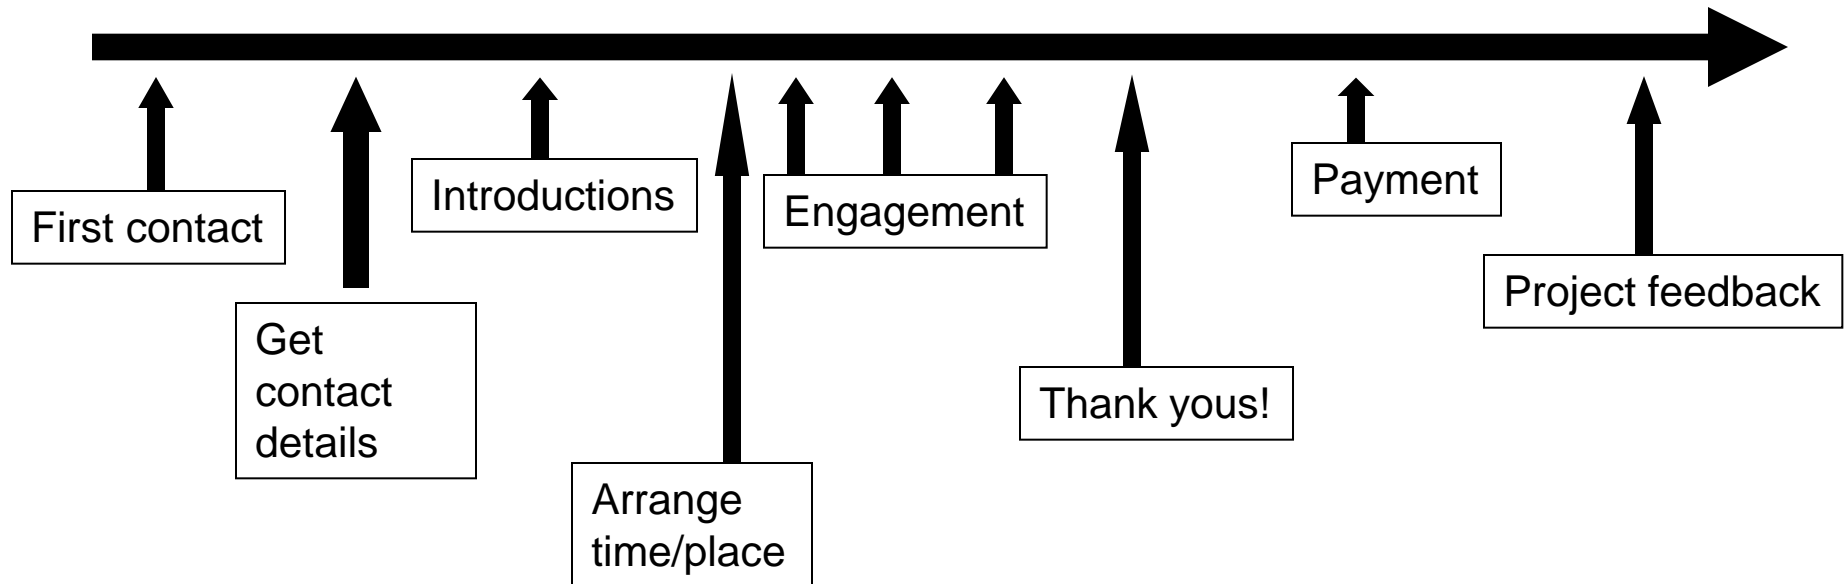 First contact
Get
contact
details
Introductions
Arrange
time/place
Engagement
Thank yous!
Payment
Project feedback